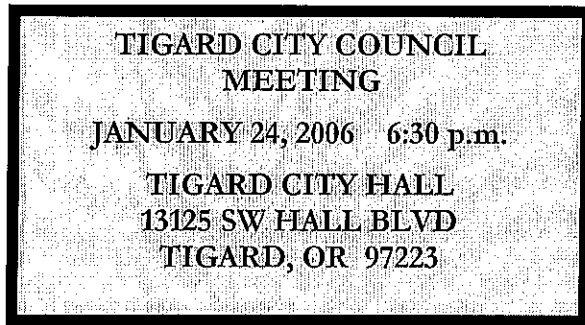 TIGARD CITY COUNCIL
MEETING
JANUARY 24, 2006 6:30 p.m.
TIGARD CITY HALL
13125 SW HALL BLVD
TIGARD, OR 97223